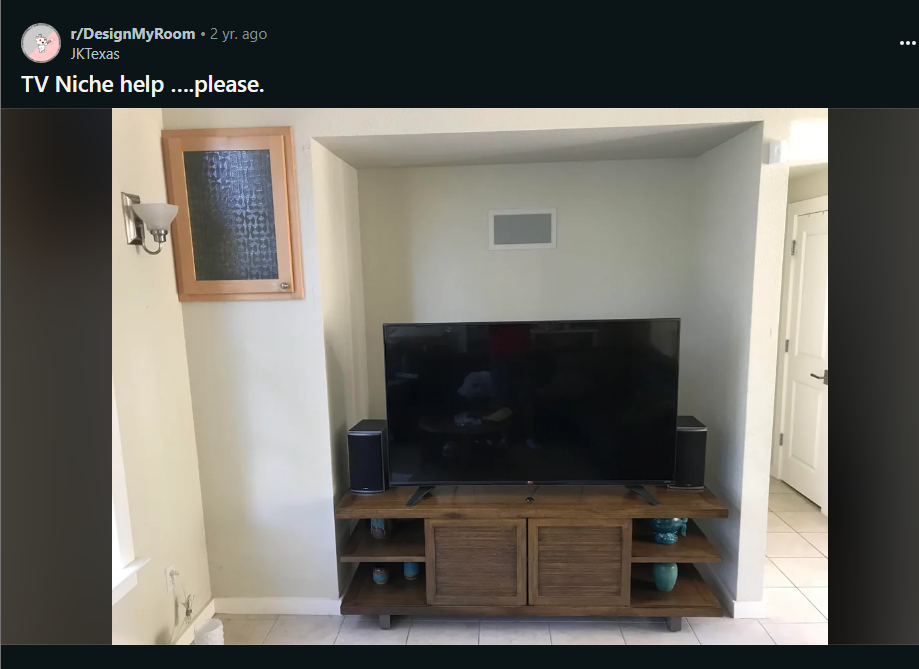 r/DesignMyRoom • 2 yr. ago
JKTexas
TV Niche help ....please.